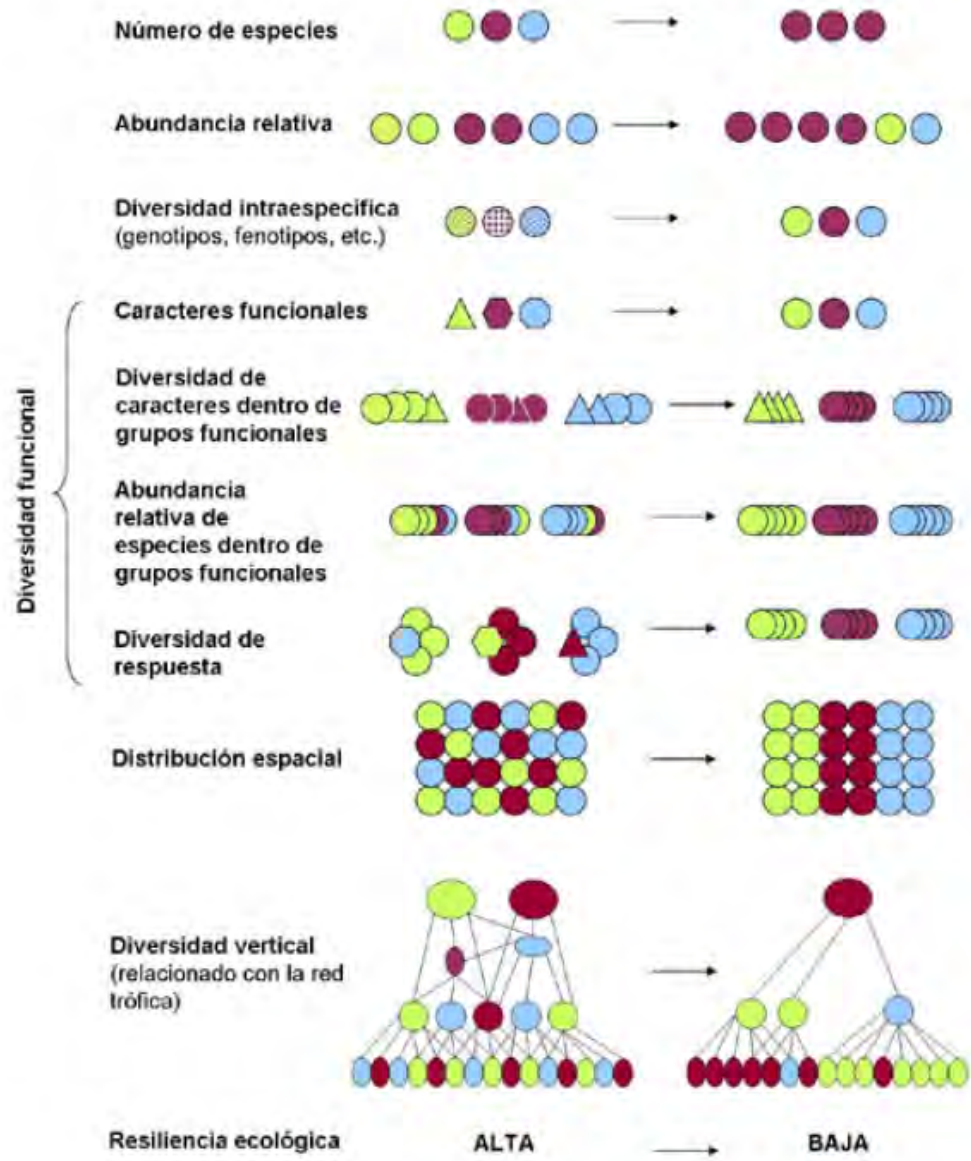 Número de especies
Abundancia relativa
Diversidad intraespecifica
(genotipos, fenotipos, etc.)
Diversidad funcional
Caracteres funcionales
Diversidad de
caracteres dentro de
grupos funcionales
Abundancia
relativa de
especies dentro de
grupos funcionales
Diversidad de
respuesta
Distribución espacial
Diversidad vertical
(relacionado con la red
trófica)
Resiliencia ecológica ALTA BAJA